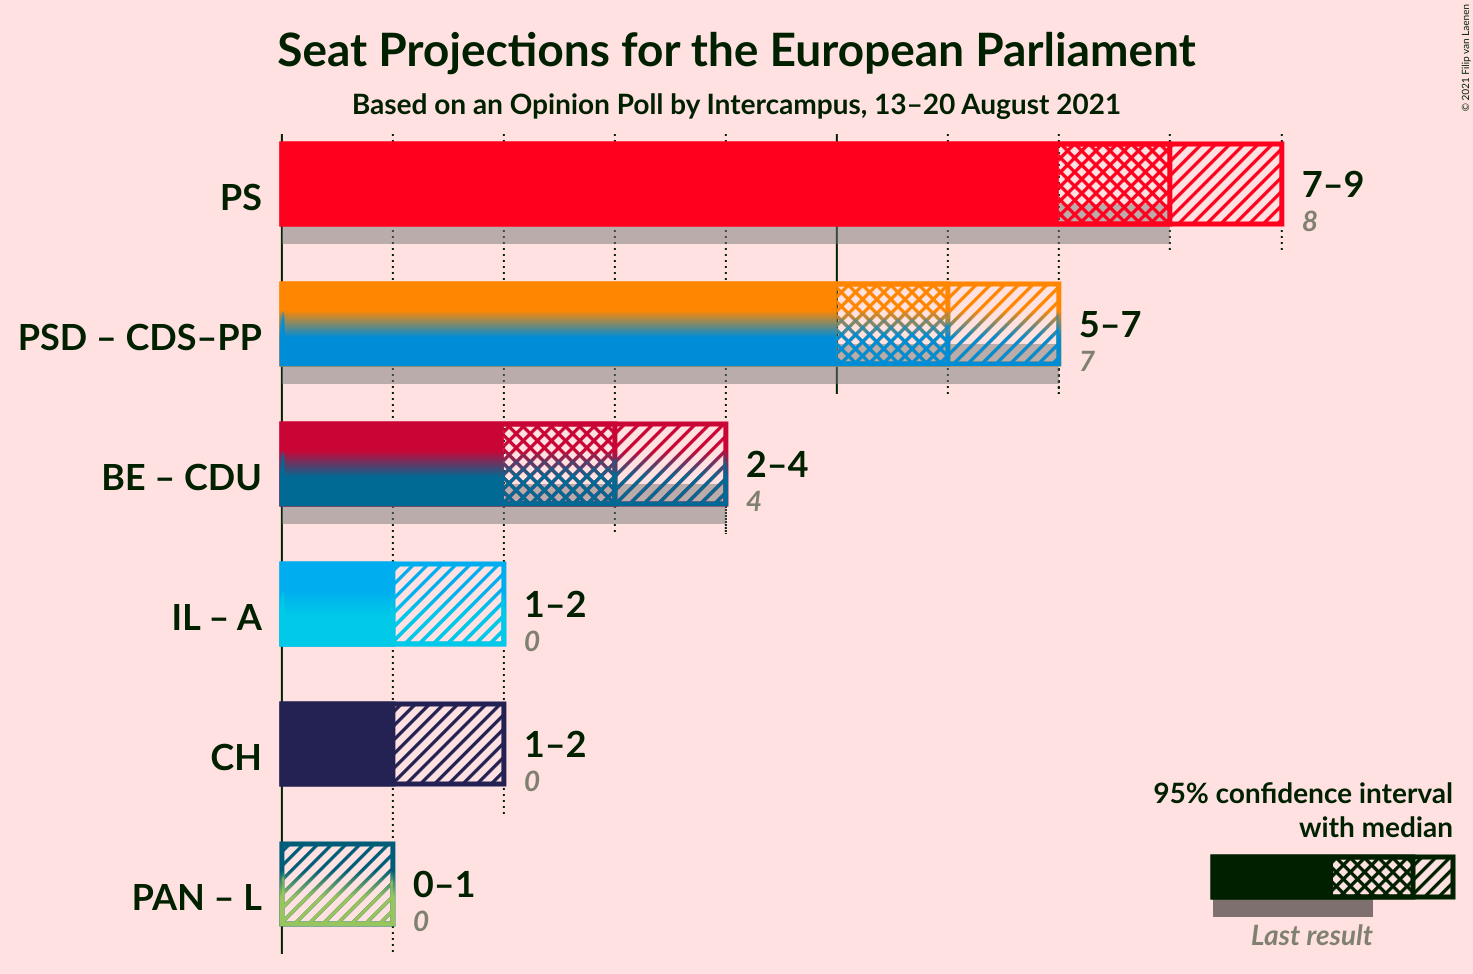 Seat Projections for the European Parliament
Based on an Opinion Poll by Intercampus, 13–20 August 2021
© 2021 Filip van Laenen
PS
7–9
8
PSD – CDS–PP
5–7
7
BE – CDU
2–4
4
IL – A
1–2
0
CH
1–2
0
PAN – L
0–1
0
95% confidence interval
with median
Last result